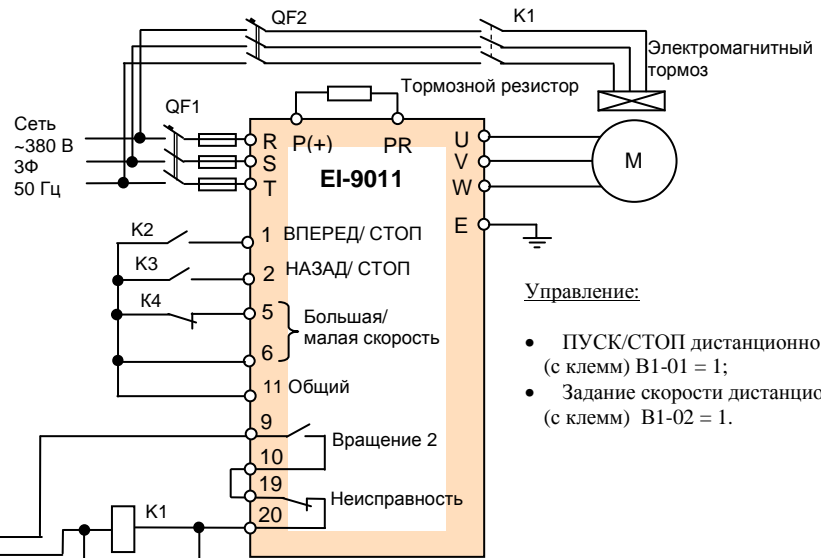 QF2
K1
Электромагнитный
тормоз
Тормозной резистор
QF1
Сеть
~380 В
3Ф
50 Гц
R
S
T
P(+)
PR
U
V
W
E
EI-9011
M
K2
1 ВПЕРЕД/ СТОП
K3
2 НАЗАД/ СТОП
К4
5
6
Большая/
малая скорость
11 Общий
9
Вращение 2
10
19
Неисправность
20
K1
Управление:
• ПУСК/СТОП дистанционно
(с клемм) B1-01 = 1;
• Задание скорости дистанцио
(с клемм) B1-02 = 1.